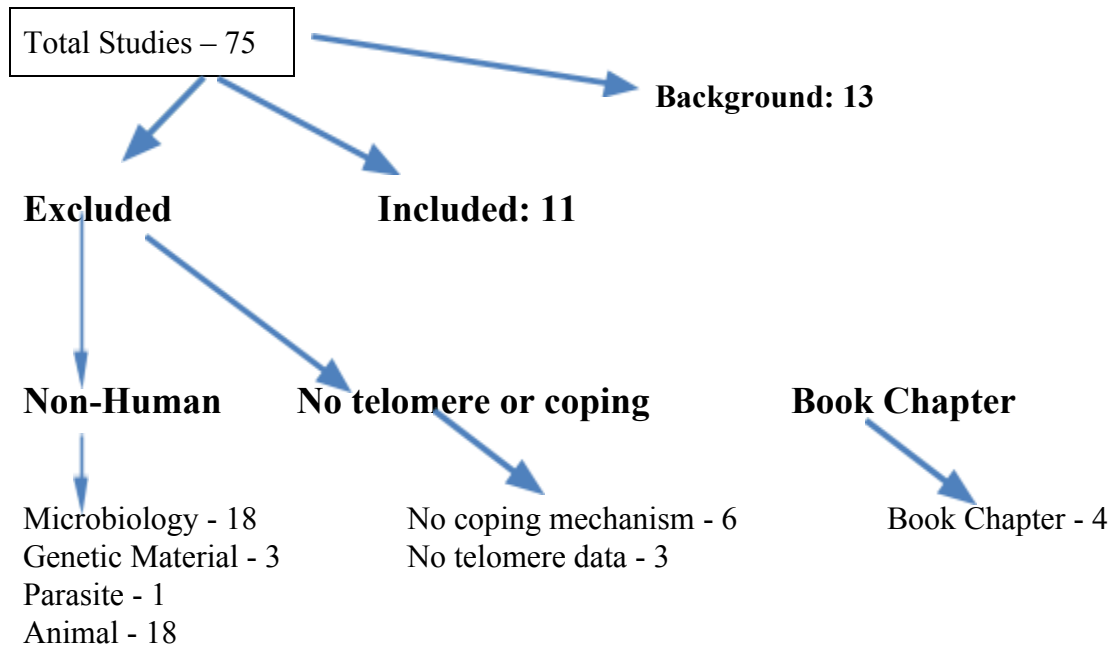 Total Studies – 75
Background: 13
Excluded
Included: 11
Non-Human
No telomere or coping
Book Chapter
Microbiology - 18
Genetic Material - 3
Parasite - 1
Animal - 18
No coping mechanism - 6
No telomere data - 3
Book Chapter - 4